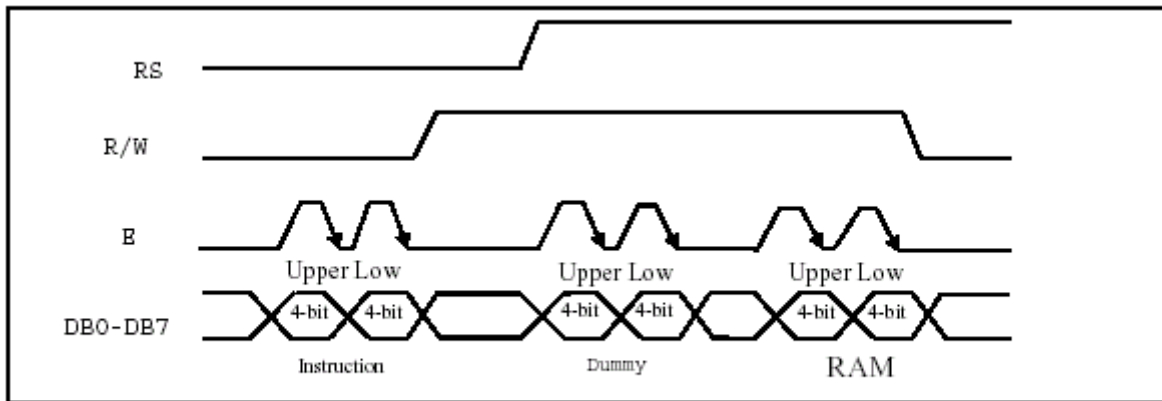 RS
R/W
E
Upper Low Upper Low Upper Low
DB0-DB7 4-bit 4-bit 4-bit 4-bit 4-bit 4-bit
Instruction Dummy RAM